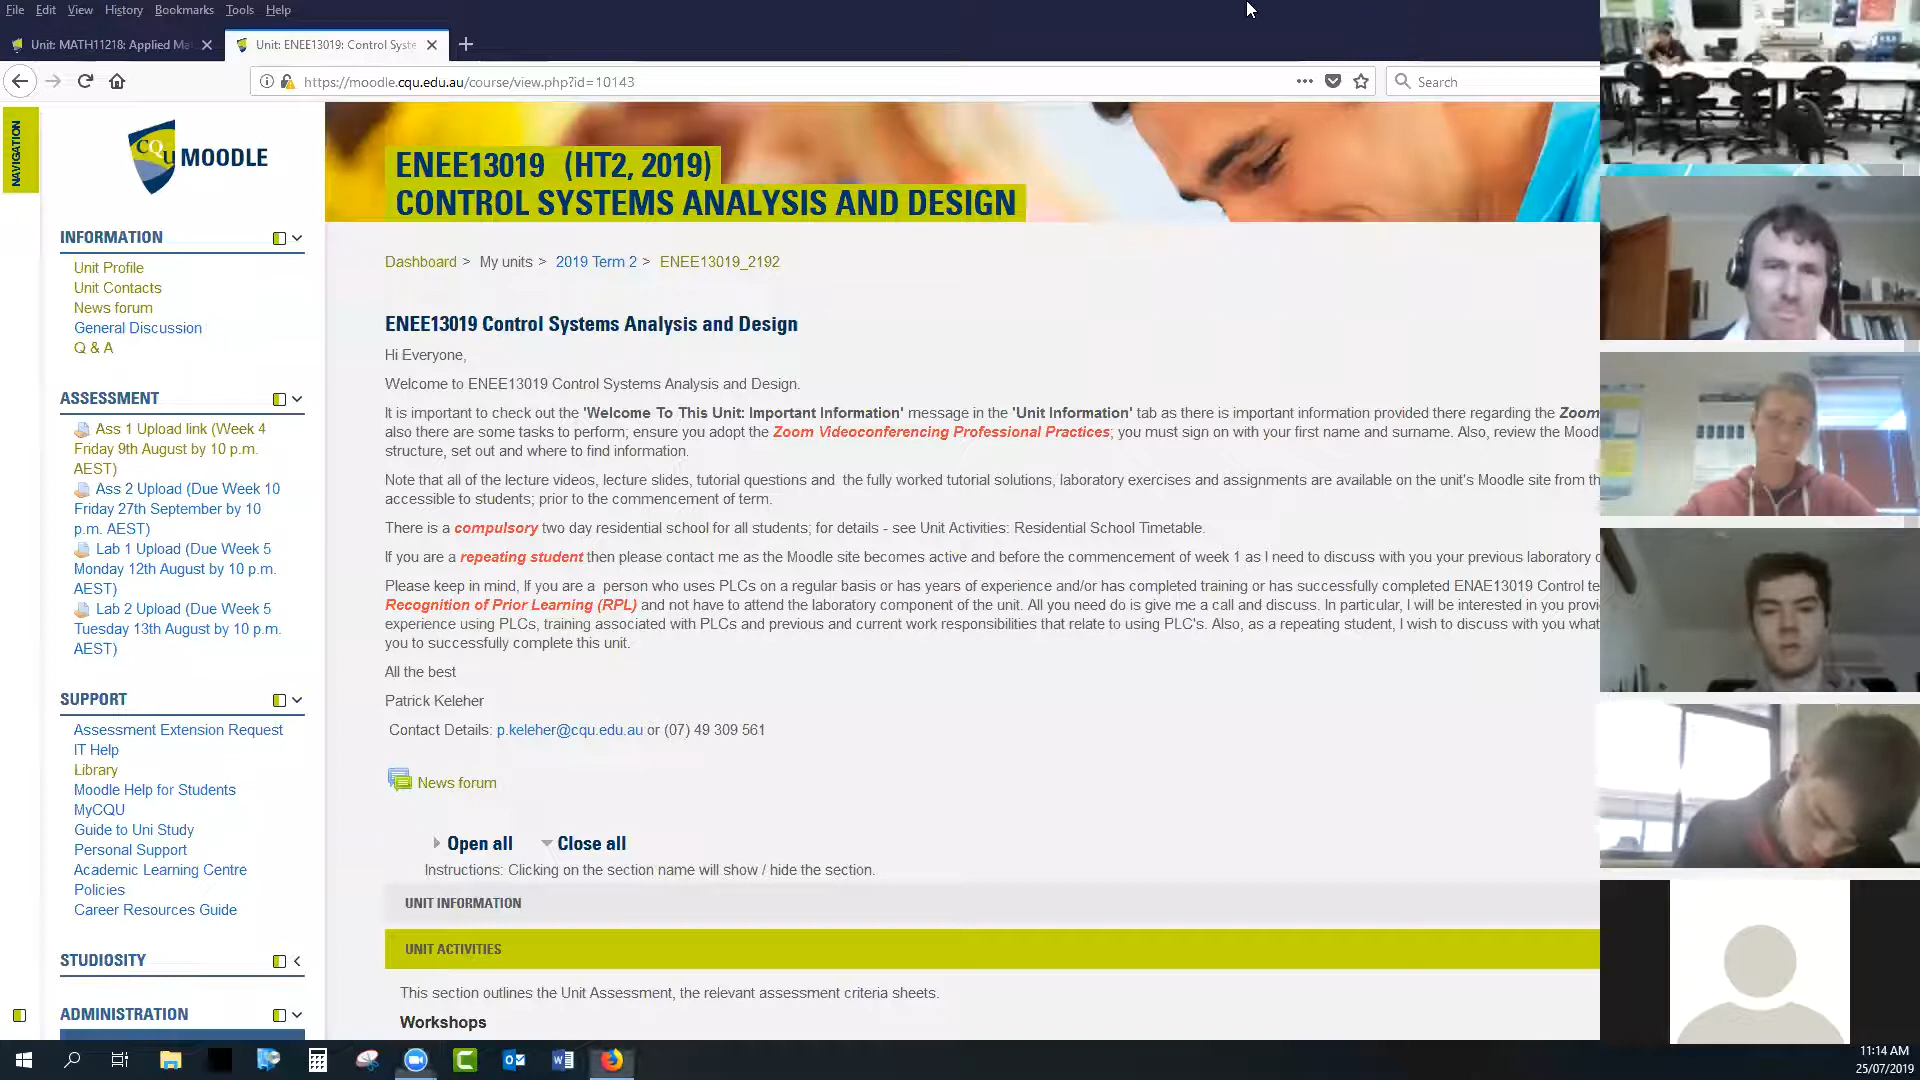 File Edit View History Bookmarks Tools Help
Unit: MATH11218: Applied Ma
Unit: ENEE13019: Control Syste
https://moodle.cqu.edu.au/course/view.php?id=10143
Search
NAVIGATION
CQU MOODLE
ENEE13019 (HT2, 2019)
CONTROL SYSTEMS ANALYSIS AND DESIGN
INFORMATION
Unit Profile
Unit Contacts
News forum
General Discussion
Q & A
ASSESSMENT
Ass 1 Upload link (Week 4
Friday 9th August by 10 p.m.
AEST)
Ass 2 Upload (Due Week 10
Friday 27th September by 10
p.m. AEST)
Lab 1 Upload (Due Week 5
Monday 12th August by 10 p.m.
AEST)
Lab 2 Upload (Due Week 5
Tuesday 13th August by 10 p.m.
AEST)
SUPPORT
Assessment Extension Request
IT Help
Library
Moodle Help for Students
MyCQU
Guide to Uni Study
Personal Support
Academic Learning Centre
Policies
Career Resources Guide
STUDIOSITY
ADMINISTRATION
Dashboard > My units > 2019 Term 2 > ENEE13019_2192
ENEE13019 Control Systems Analysis and Design
Hi Everyone,
Welcome to ENEE13019 Control Systems Analysis and Design.
It is important to check out the 'Welcome To This Unit: Important Information' message in the 'Unit Information' tab as there is important information provided there regarding the Zoom
also there are some tasks to perform; ensure you adopt the Zoom Videoconferencing Professional Practices; you must sign on with your first name and surname. Also, review the Mood
structure, set out and where to find information.
Note that all of the lecture videos, lecture slides, tutorial questions and the fully worked tutorial solutions, laboratory exercises and assignments are available on the unit's Moodle site from th
accessible to students; prior to the commencement of term.
There is a compulsory two day residential school for all students; for details - see Unit Activities: Residential School Timetable.
If you are a repeating student then please contact me as the Moodle site becomes active and before the commencement of week 1 as I need to discuss with you your previous laboratory c
Please keep in mind, If you are a person who uses PLCs on a regular basis or has years of experience and/or has completed training or has successfully completed ENAE13019 Control te
Recognition of Prior Learning (RPL) and not have to attend the laboratory component of the unit. All you need do is give me a call and discuss. In particular, I will be interested in you provi
experience using PLCs, training associated with PLCs and previous and current work responsibilities that relate to using PLC's. Also, as a repeating student, I wish to discuss with you what
you to successfully complete this unit.
All the best
Patrick Keleher
Contact Details: p.keleher@cqu.edu.au or (07) 49 309 561
News forum
Open all Close all
Instructions: Clicking on the section name will show / hide the section.
UNIT INFORMATION
UNIT ACTIVITIES
This section outlines the Unit Assessment, the relevant assessment criteria sheets.
Workshops
11:14 AM
25/07/2019